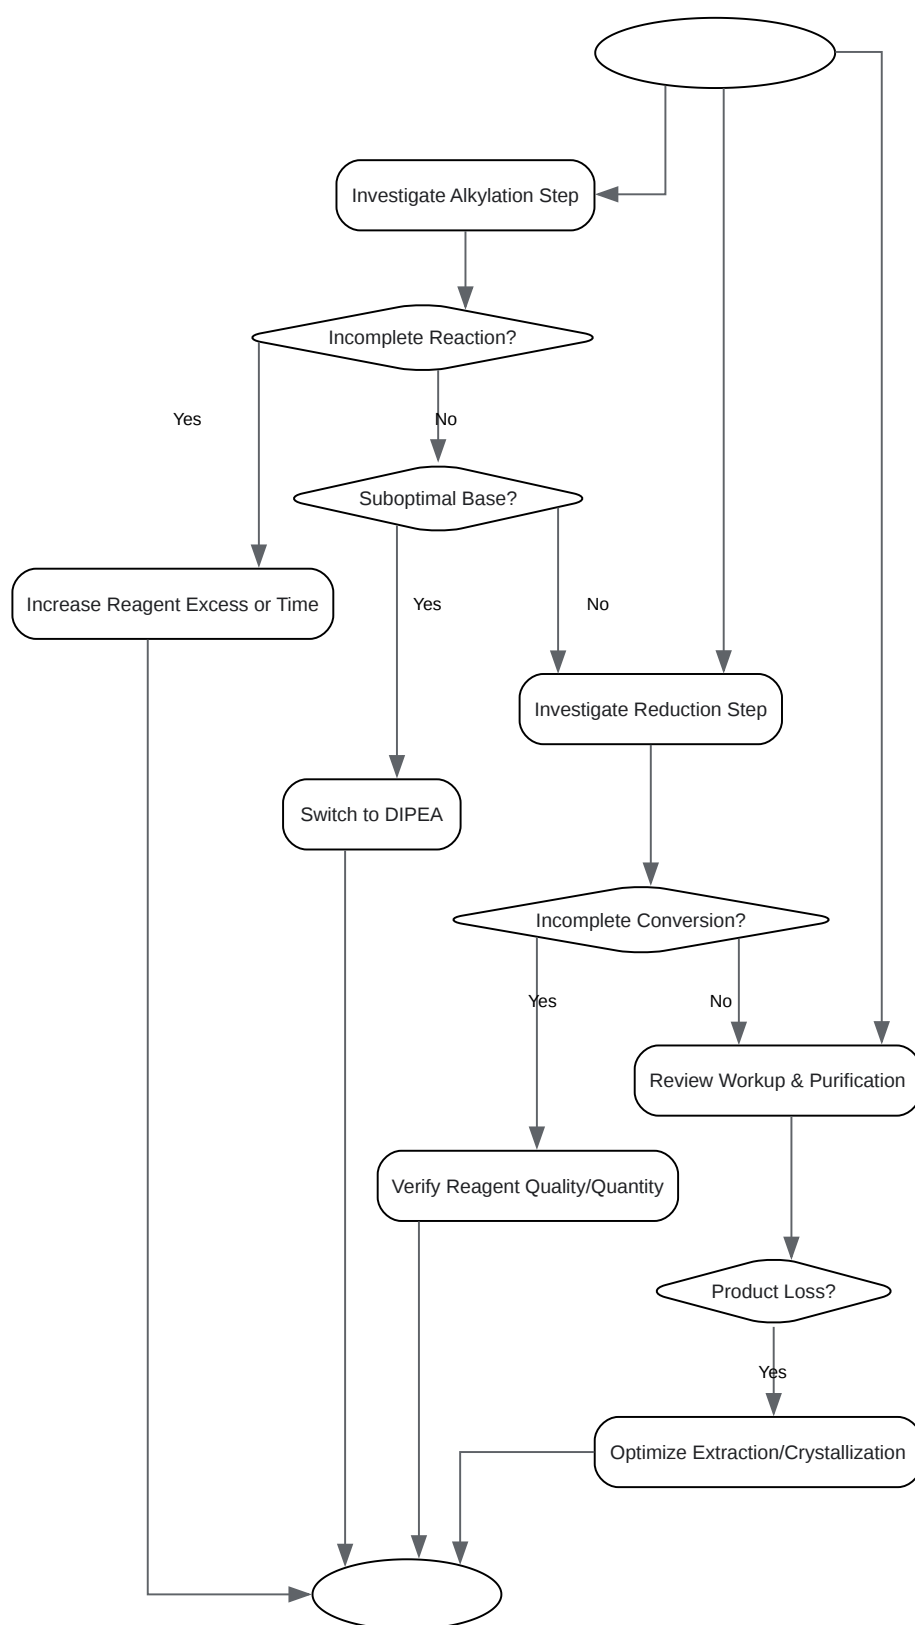 Investigate Alkylation Step
Incomplete Reaction?
Yes
No
Suboptimal Base?
Increase Reagent Excess or Time
Yes
No
Investigate Reduction Step
Switch to DIPEA
Incomplete Conversion?
Yes
No
Review Workup & Purification
Verify Reagent Quality/Quantity
Product Loss?
Yes
Optimize Extraction/Crystallization